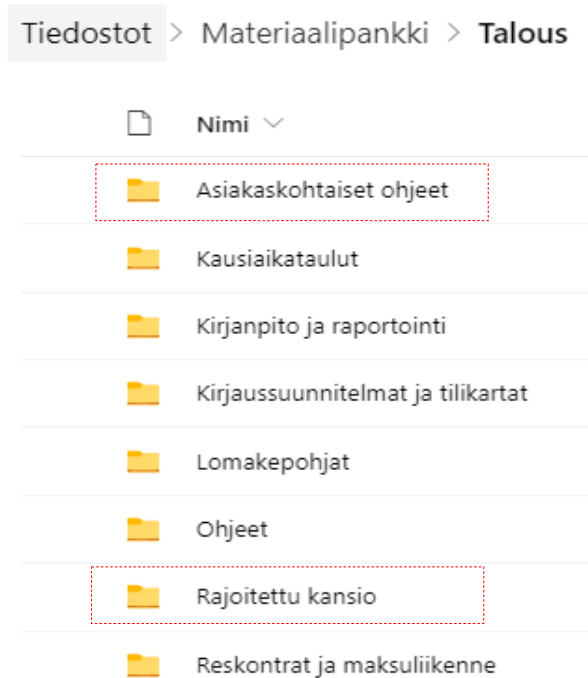 Tiedostot > Materiaalipankki > Talous
Nimi
Asiakaskohtaiset ohjeet
Kausiaikataulut
Kirjanpito ja raportointi
Kirjaussuunnitelmat ja tilikartat
Lomakepohjat
Ohjeet
Rajoitettu kansio
Reskontrat ja maksuliikenne